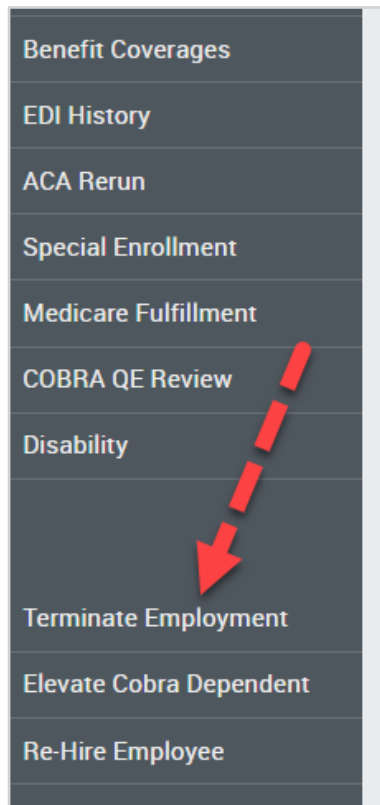 Benefit Coverages
EDI History
ACA Rerun
Special Enrollment
Medicare Fulfillment
COBRA QE Review
Disability
Terminate Employment
Elevate Cobra Dependent
Re-Hire Employee